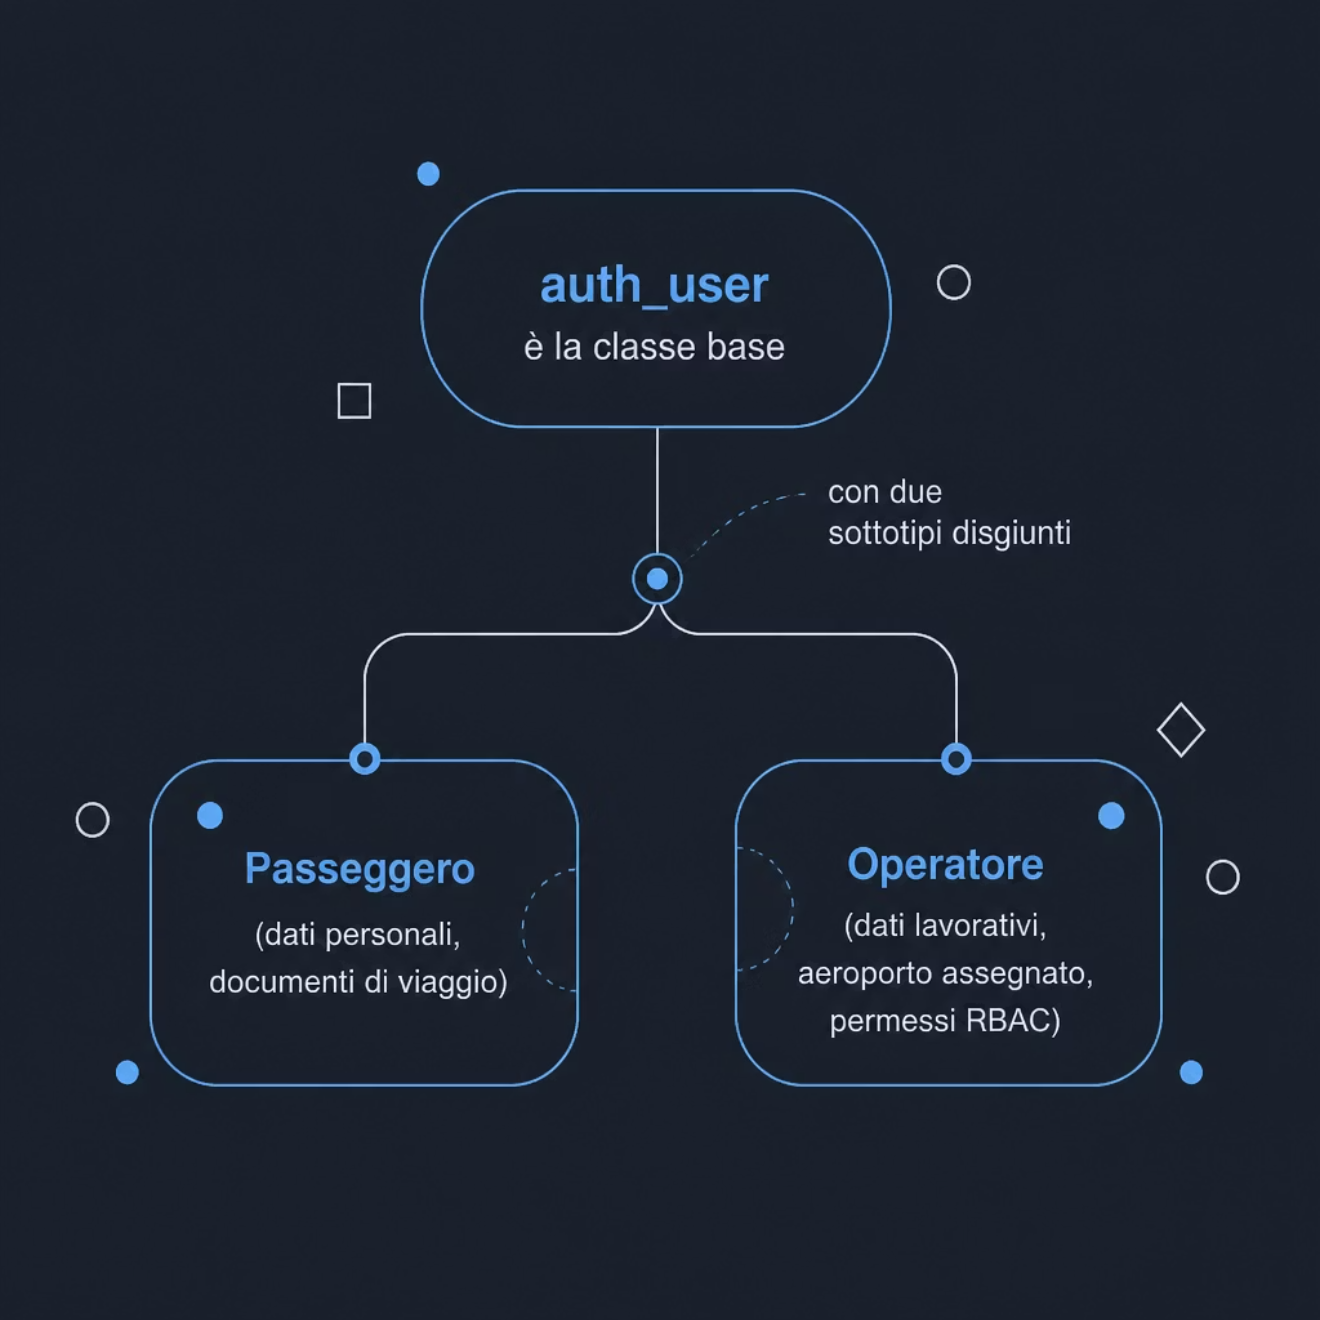 auth_user
è la classe base
con due
sottotipi disgiunti
Passeggero
(dati personali,
documenti di viaggio)
Operatore
(dati lavorativi,
aeroporto assegnato,
permessi RBAC)